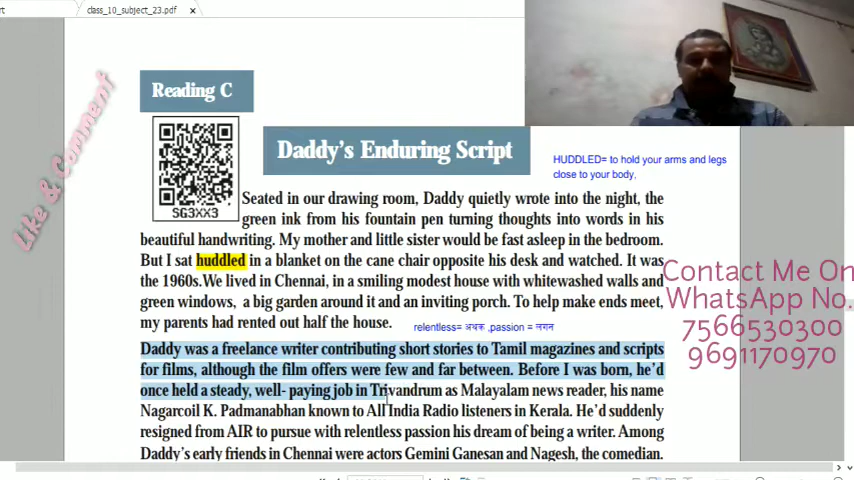 rt
class_10_subject_23.pdf ×
Reading C
SG3XX3
Daddy's Enduring Script
HUDDLED= to hold your arms and legs
close to your body,
Like & Comment
Seated in our drawing room, Daddy quietly wrote into the night, the
green ink from his fountain pen turning thoughts into words in his
beautiful handwriting. My mother and little sister would be fast asleep in the bedroom.
But I sat huddled in a blanket on the cane chair opposite his desk and watched. It was
the 1960s.We lived in Chennai, in a smiling modest house with whitewashed walls and
green windows, a big garden around it and an inviting porch. To help make ends meet,
my parents had rented out half the house.
relentless= अथक ,passion = लगन
Contact Me On
WhatsApp No.
7566530300
9691170970
Daddy was a freelance writer contributing short stories to Tamil magazines and scripts
for films, although the film offers were few and far between. Before I was born, he'd
once held a steady, well- paying job in Trivandrum as Malayalam news reader, his name
Nagarcoil K. Padmanabhan known to All India Radio listeners in Kerala. He'd suddenly
resigned from AIR to pursue with relentless passion his dream of being a writer. Among
Daddy's early friends in Chennai were actors Gemini Ganesan and Nagesh, the comedian.